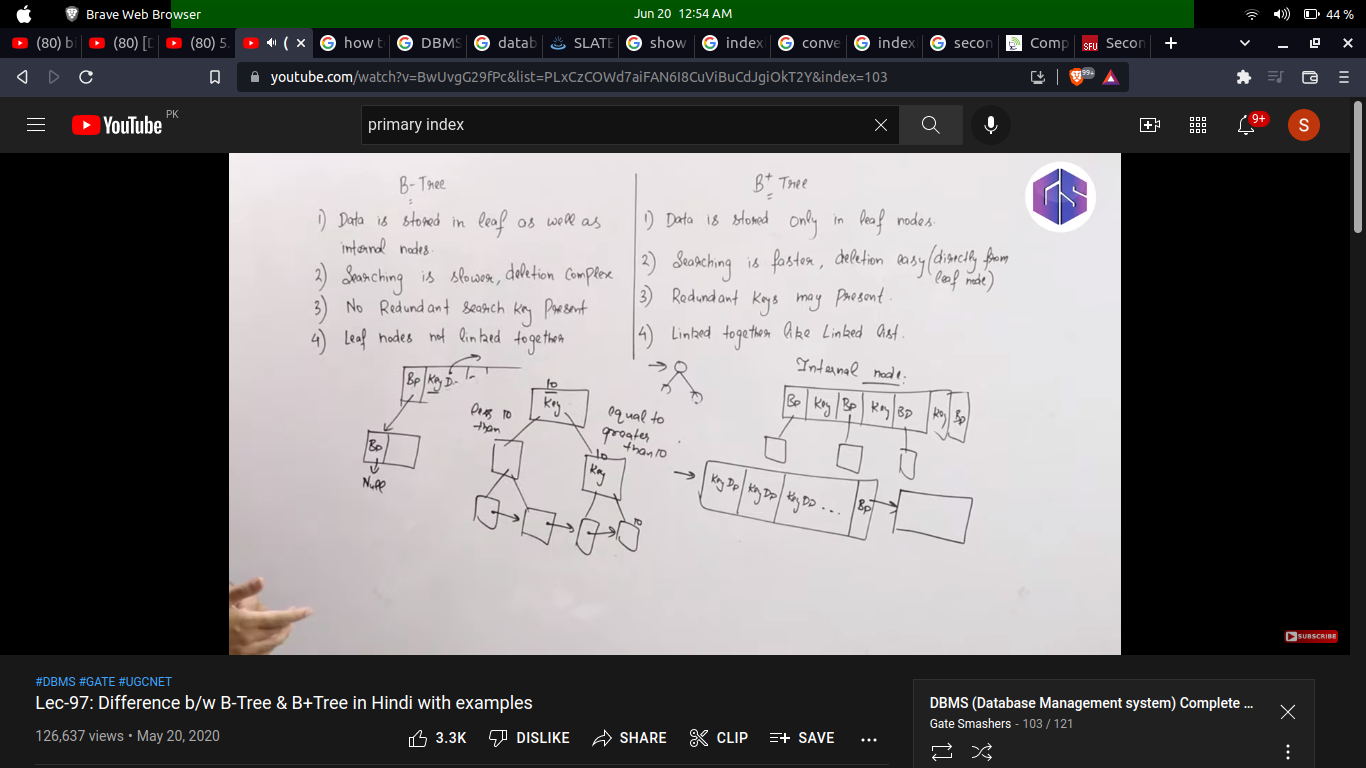 Brave Web Browser
Jun 20 12:54 AM
44 %
(80) bi
(80) [D
(80) 5.
(
how t
DBMS
datab
SLATE
show
index
conve
index
secon
Comp
SFU
Secon
youtube.com/watch?v=BwUvgG29fPc&list=PLxCzCOWd7aiFAN6I8CuViBuCdJgiOkT2Y&index=103
99+
YouTube
PK
primary index
9+
S
B-Tree
1) Data is stored in leaf as well as
internal nodes.
2) Searching is slower, deletion Complex
3) No Redundant search key Present
4) Leaf nodes not linked together
B+ Tree
1) Data is stored only in leaf nodes.
2) Searching is faster, deletion easy (directly from
leaf node)
3) Redundant keys may Present.
4) Linked together like Linked list.
Bp Key D
Bp
Null
10
Key
Less 10
than
equal to
greater
than 10
10
Key
10
Internal node:
Bp Key Bp Key Bp Key Bp
Key Dp Key Dp Key Dp ... Bp
SUBSCRIBE
#DBMS #GATE #UGCNET
Lec-97: Difference b/w B-Tree & B+Tree in Hindi with examples
126,637 views • May 20, 2020
3.3K
DISLIKE
SHARE
CLIP
SAVE
DBMS (Database Management system) Complete ...
Gate Smashers - 103 / 121